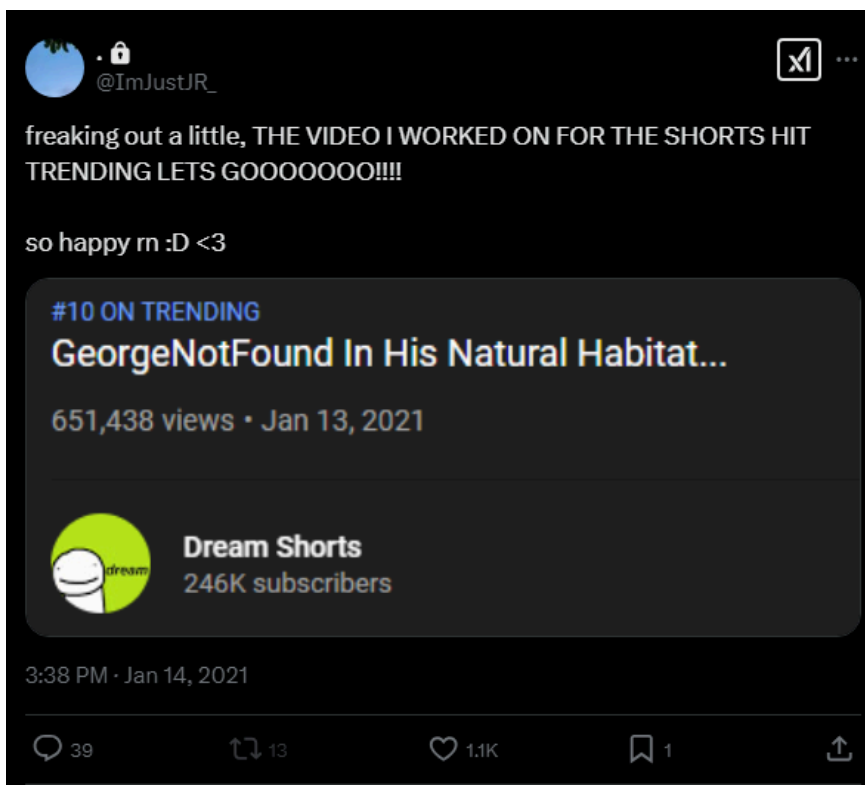 .
@ImJustJR_
freaking out a little, THE VIDEO I WORKED ON FOR THE SHORTS HIT
TRENDING LETS GOOOOOOO!!!!
so happy rn :D <3
#10 ON TRENDING
GeorgeNotFound In His Natural Habitat...
651,438 views • Jan 13, 2021
dream
Dream Shorts
246K subscribers
3:38 PM · Jan 14, 2021
39 13 1.1K 1